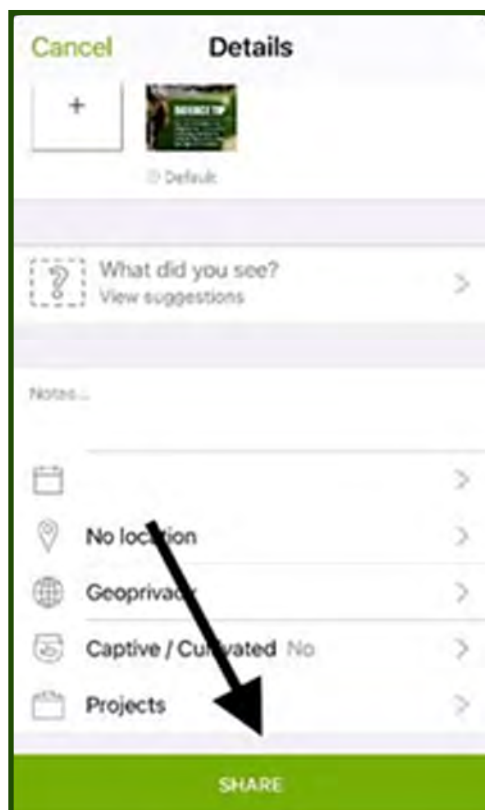 Cancel Details
+
Default
What did you see?
View suggestions
Notes...
No location
Geoprivacy
Captive / Cultivated No
Projects
SHARE